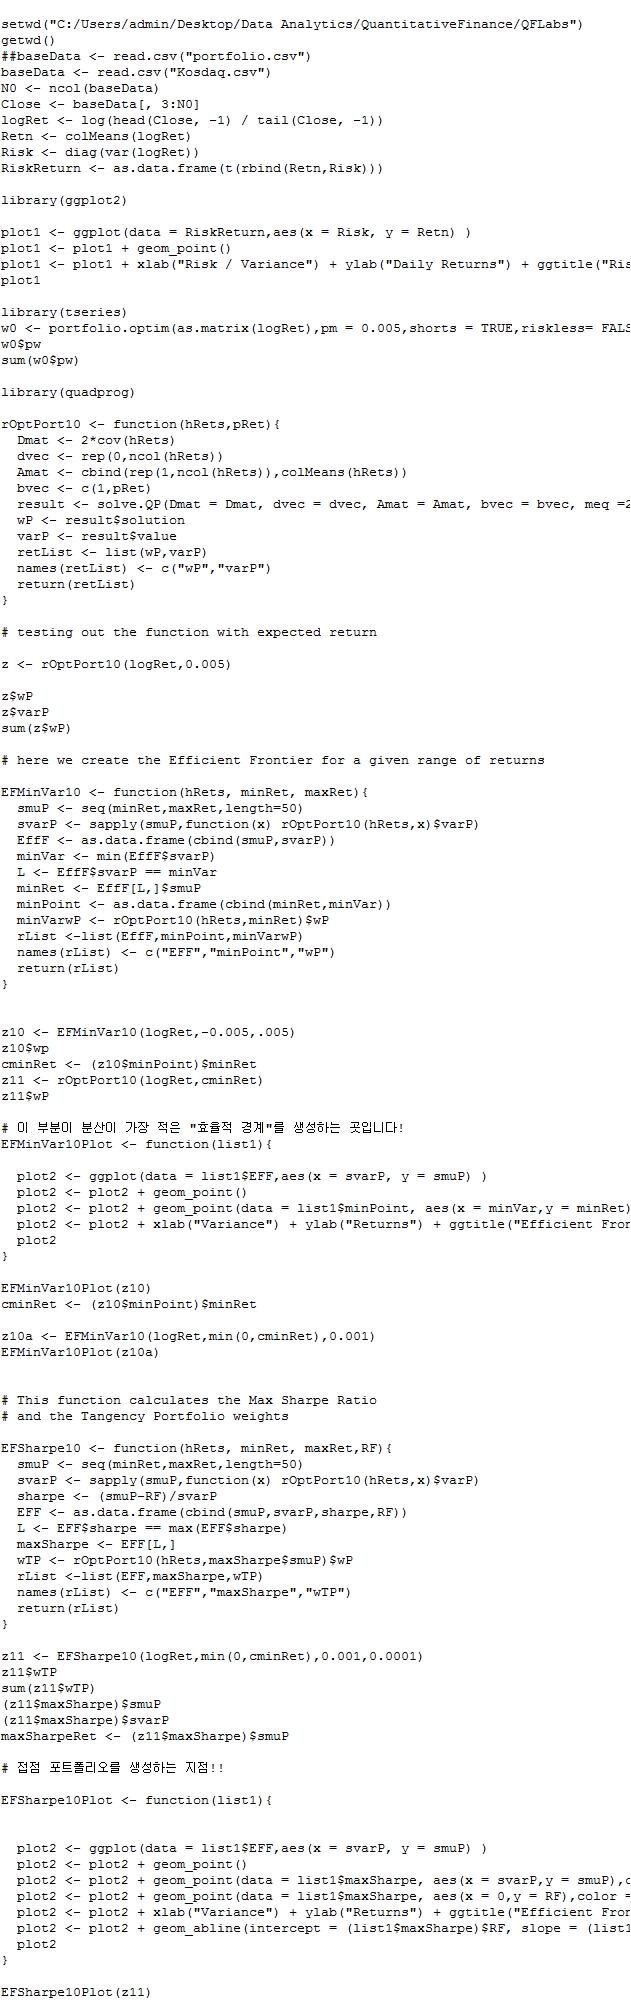 setwd("C:/Users/admin/Desktop/Data Analytics/QuantitativeFinance/QFLabs")
getwd()
##baseData <- read.csv("portfolio.csv")
baseData <- read.csv("Kosdaq.csv")
N0 <- ncol(baseData)
Close <- baseData[, 3:N0]
logRet <- log(head(Close, -1) / tail(Close, -1))
Retn <- colMeans(logRet)
Risk <- diag(var(logRet))
RiskReturn <- as.data.frame(t(rbind(Retn,Risk)))

library(ggplot2)

plot1 <- ggplot(data = RiskReturn,aes(x = Risk, y = Retn) )
plot1 <- plot1 + geom_point()
plot1 <- plot1 + xlab("Risk / Variance") + ylab("Daily Returns") + ggtitle("Ris
plot1

library(tseries)
w0 <- portfolio.optim(as.matrix(logRet),pm = 0.005,shorts = TRUE,riskless= FALS
w0$pw
sum(w0$pw)

library(quadprog)

rOptPort10 <- function(hRets,pRet){
  Dmat <- 2*cov(hRets)
  dvec <- rep(0,ncol(hRets))
  Amat <- cbind(rep(1,ncol(hRets)),colMeans(hRets))
  bvec <- c(1,pRet)
  result <- solve.QP(Dmat = Dmat, dvec = dvec, Amat = Amat, bvec = bvec, meq =2
  wP <- result$solution
  varP <- result$value
  retList <- list(wP,varP)
  names(retList) <- c("wP","varP")
  return(retList)
}

# testing out the function with expected return

z <- rOptPort10(logRet,0.005)

z$wP
z$varP
sum(z$wP)

# here we create the Efficient Frontier for a given range of returns

EFMinVar10 <- function(hRets, minRet, maxRet){
  smuP <- seq(minRet,maxRet,length=50)
  svarP <- sapply(smuP,function(x) rOptPort10(hRets,x)$varP)
  EffF <- as.data.frame(cbind(smuP,svarP))
  minVar <- min(EffF$svarP)
  L <- EffF$svarP == minVar
  minRet <- EffF[L,]$smuP
  minPoint <- as.data.frame(cbind(minRet,minVar))
  minVarwP <- rOptPort10(hRets,minRet)$wP
  rList <-list(EffF,minPoint,minVarwP)
  names(rList) <- c("EFF","minPoint","wP")
  return(rList)
}

z10 <- EFMinVar10(logRet,-0.005,.005)
z10$wp
cminRet <- (z10$minPoint)$minRet
z11 <- rOptPort10(logRet,cminRet)
z11$wP

# 이 부분이 분산이 가장 적은 "효율적 경계"를 생성하는 곳입니다!
EFMinVar10Plot <- function(list1){

  plot2 <- ggplot(data = list1$EFF,aes(x = svarP, y = smuP) )
  plot2 <- plot2 + geom_point()
  plot2 <- plot2 + geom_point(data = list1$minPoint, aes(x = minVar,y = minRet)
  plot2 <- plot2 + xlab("Variance") + ylab("Returns") + ggtitle("Efficient Fron
  plot2
}

EFMinVar10Plot(z10)
cminRet <- (z10$minPoint)$minRet

z10a <- EFMinVar10(logRet,min(0,cminRet),0.001)
EFMinVar10Plot(z10a)

# This function calculates the Max Sharpe Ratio
# and the Tangency Portfolio weights

EFSharpe10 <- function(hRets, minRet, maxRet,RF){
  smuP <- seq(minRet,maxRet,length=50)
  svarP <- sapply(smuP,function(x) rOptPort10(hRets,x)$varP)
  sharpe <- (smuP-RF)/svarP
  EFF <- as.data.frame(cbind(smuP,svarP,sharpe,RF))
  L <- EFF$sharpe == max(EFF$sharpe)
  maxSharpe <- EFF[L,]
  wTP <- rOptPort10(hRets,maxSharpe$smuP)$wP
  rList <-list(EFF,maxSharpe,wTP)
  names(rList) <- c("EFF","maxSharpe","wTP")
  return(rList)
}

z11 <- EFSharpe10(logRet,min(0,cminRet),0.001,0.0001)
z11$wTP
sum(z11$wTP)
(z11$maxSharpe)$smuP
(z11$maxSharpe)$svarP
maxSharpeRet <- (z11$maxSharpe)$smuP

# 접점 포트폴리오를 생성하는 지점!!

EFSharpe10Plot <- function(list1){

  plot2 <- ggplot(data = list1$EFF,aes(x = svarP, y = smuP) )
  plot2 <- plot2 + geom_point()
  plot2 <- plot2 + geom_point(data = list1$maxSharpe, aes(x = svarP,y = smuP),c
  plot2 <- plot2 + geom_point(data = list1$maxSharpe, aes(x = 0,y = RF),color =
  plot2 <- plot2 + xlab("Variance") + ylab("Returns") + ggtitle("Efficient Fron
  plot2 <- plot2 + geom_abline(intercept = (list1$maxSharpe)$RF, slope = (list1
  plot2
}

EFSharpe10Plot(z11)